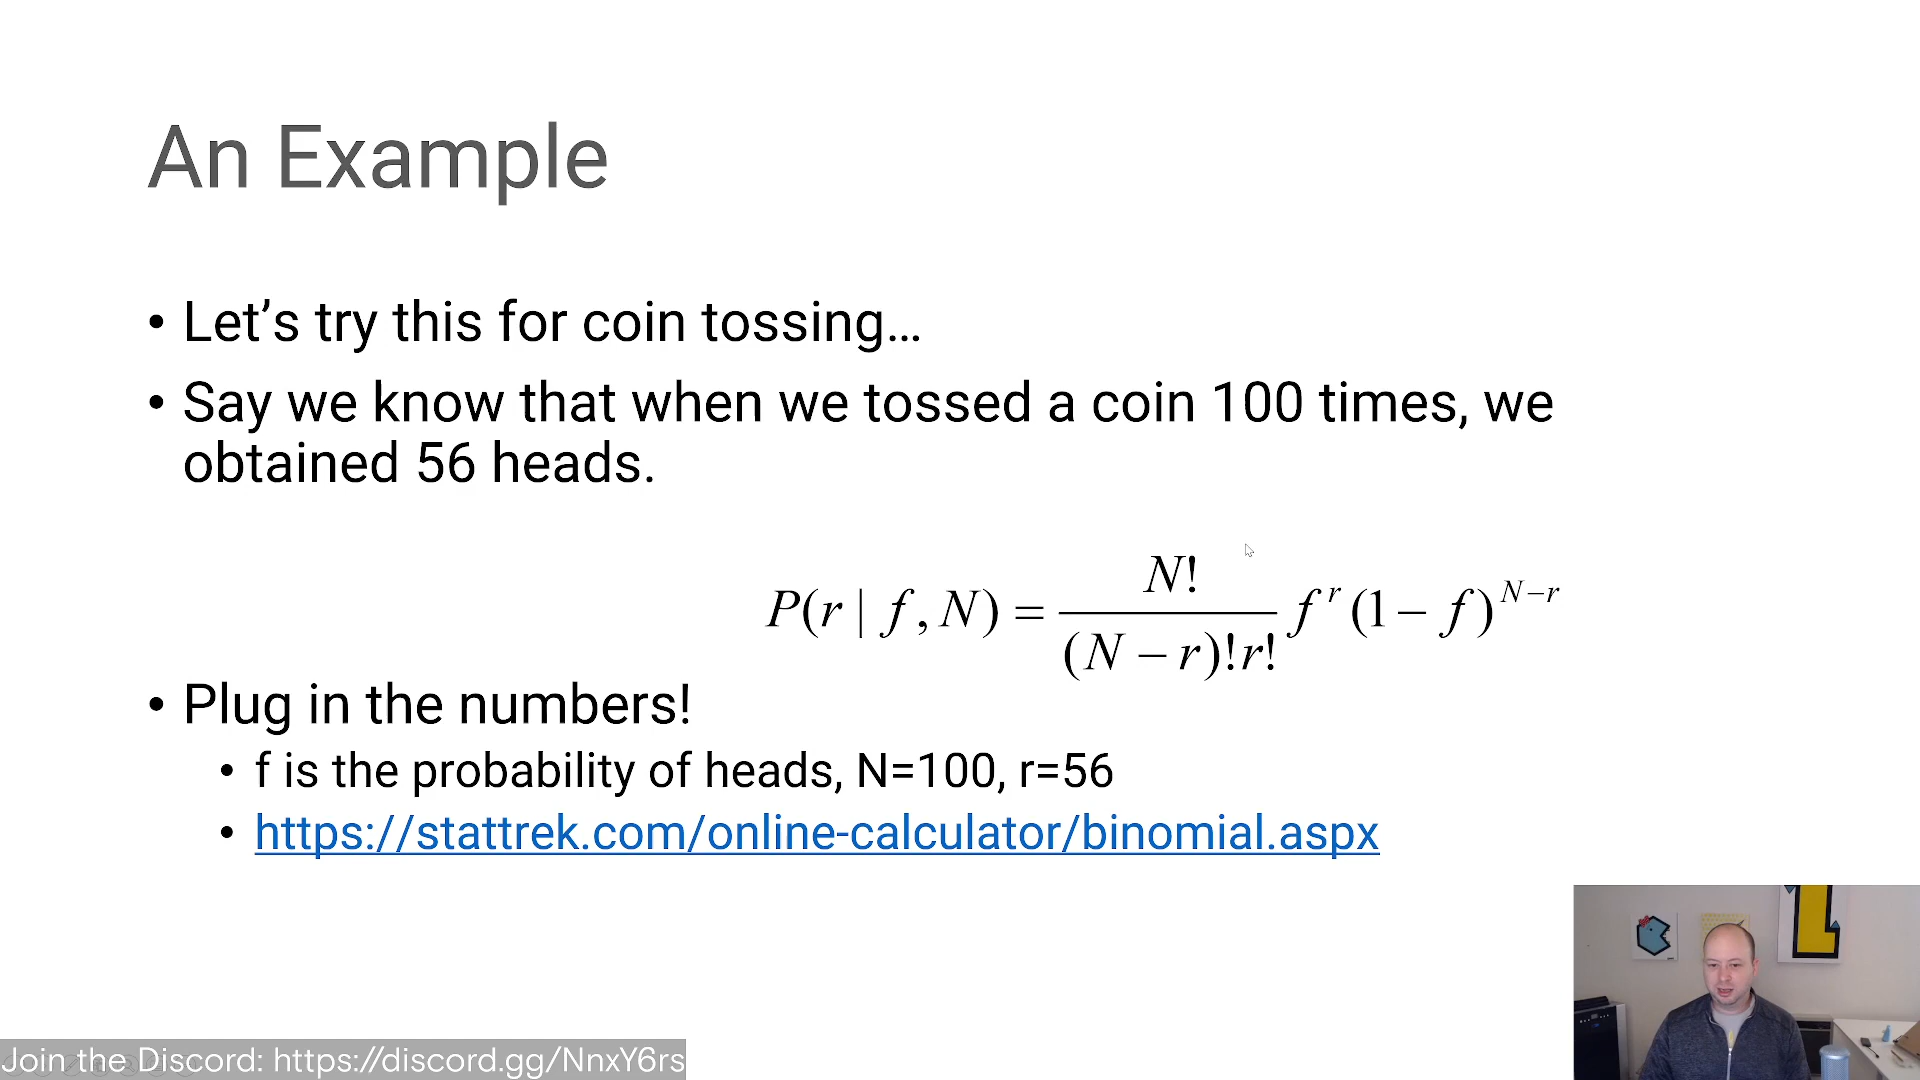 An Example
• Let’s try this for coin tossing…
• Say we know that when we tossed a coin 100 times, we
obtained 56 heads.
P(r | f, N) = \frac{N!}{(N − r)!r!} f^r (1 − f)^{N−r}
• Plug in the numbers!
• f is the probability of heads, N=100, r=56
• https://stattrek.com/online-calculator/binomial.aspx
Join the Discord: https://discord.gg/NnxY6rs